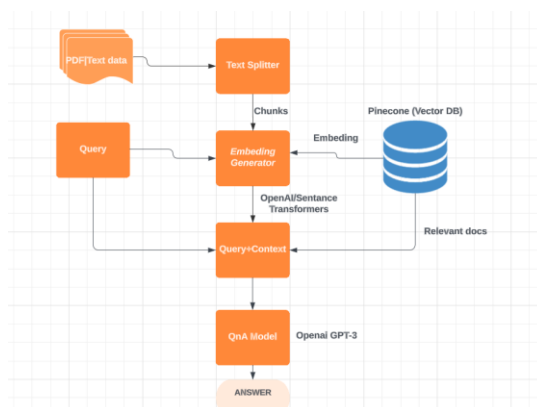 PDF|Text data
Text Splitter
Chunks
Pinecone (Vector DB)
Query
Embeding
Generator
Embeding
OpenAI/Sentance
Transformers
Relevant docs
Query+Context
QnA Model
Openai GPT-3
ANSWER